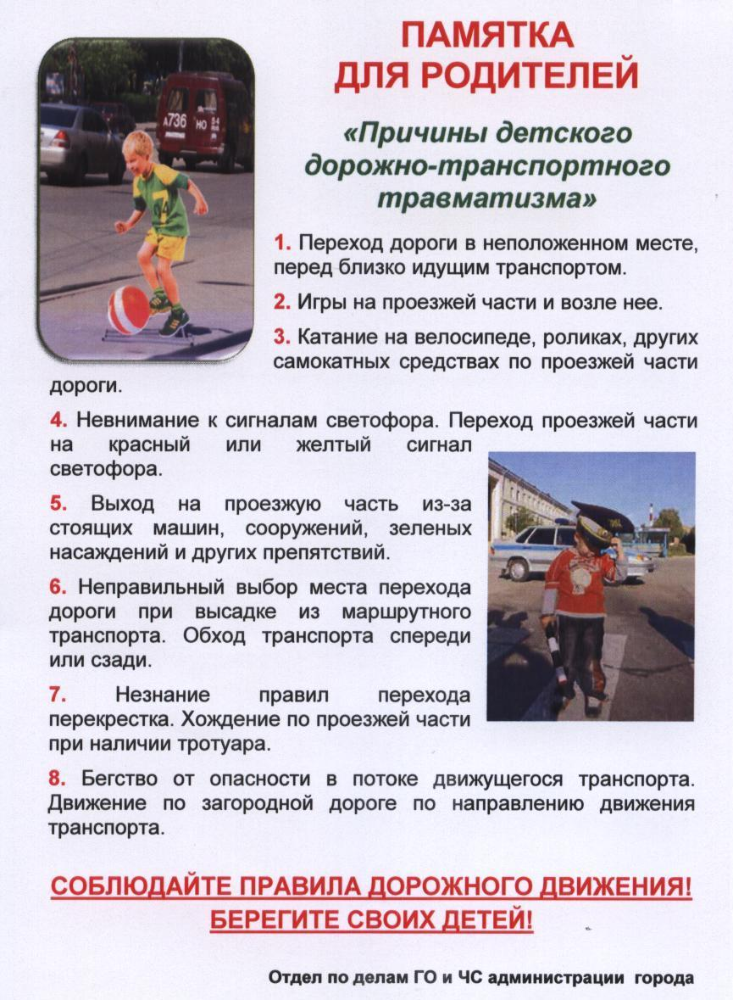 ПАМЯТКА
ДЛЯ РОДИТЕЛЕЙ
«Причины детского
дорожно-транспортного
травматизма»
1. Переход дороги в неположенном месте,
перед близко идущим транспортом.
2. Игры на проезжей части и возле нее.
3. Катание на велосипеде, роликах, других
самокатных средствах по проезжей части
дороги.
4. Невнимание к сигналам светофора. Переход проезжей части
на красный или желтый сигнал
светофора.
5. Выход на проезжую часть из-за
стоящих машин, сооружений, зеленых
насаждений и других препятствий.
6. Неправильный выбор места перехода
дороги при высадке из маршрутного
транспорта. Обход транспорта спереди
или сзади.
7. Незнание правил перехода
перекрестка. Хождение по проезжей части
при наличии тротуара.
8. Бегство от опасности в потоке движущегося транспорта.
Движение по загородной дороге по направлению движения
транспорта.
СОБЛЮДАЙТЕ ПРАВИЛА ДОРОЖНОГО ДВИЖЕНИЯ!
БЕРЕГИТЕ СВОИХ ДЕТЕЙ!
Отдел по делам ГО и ЧС администрации города
А736 НО